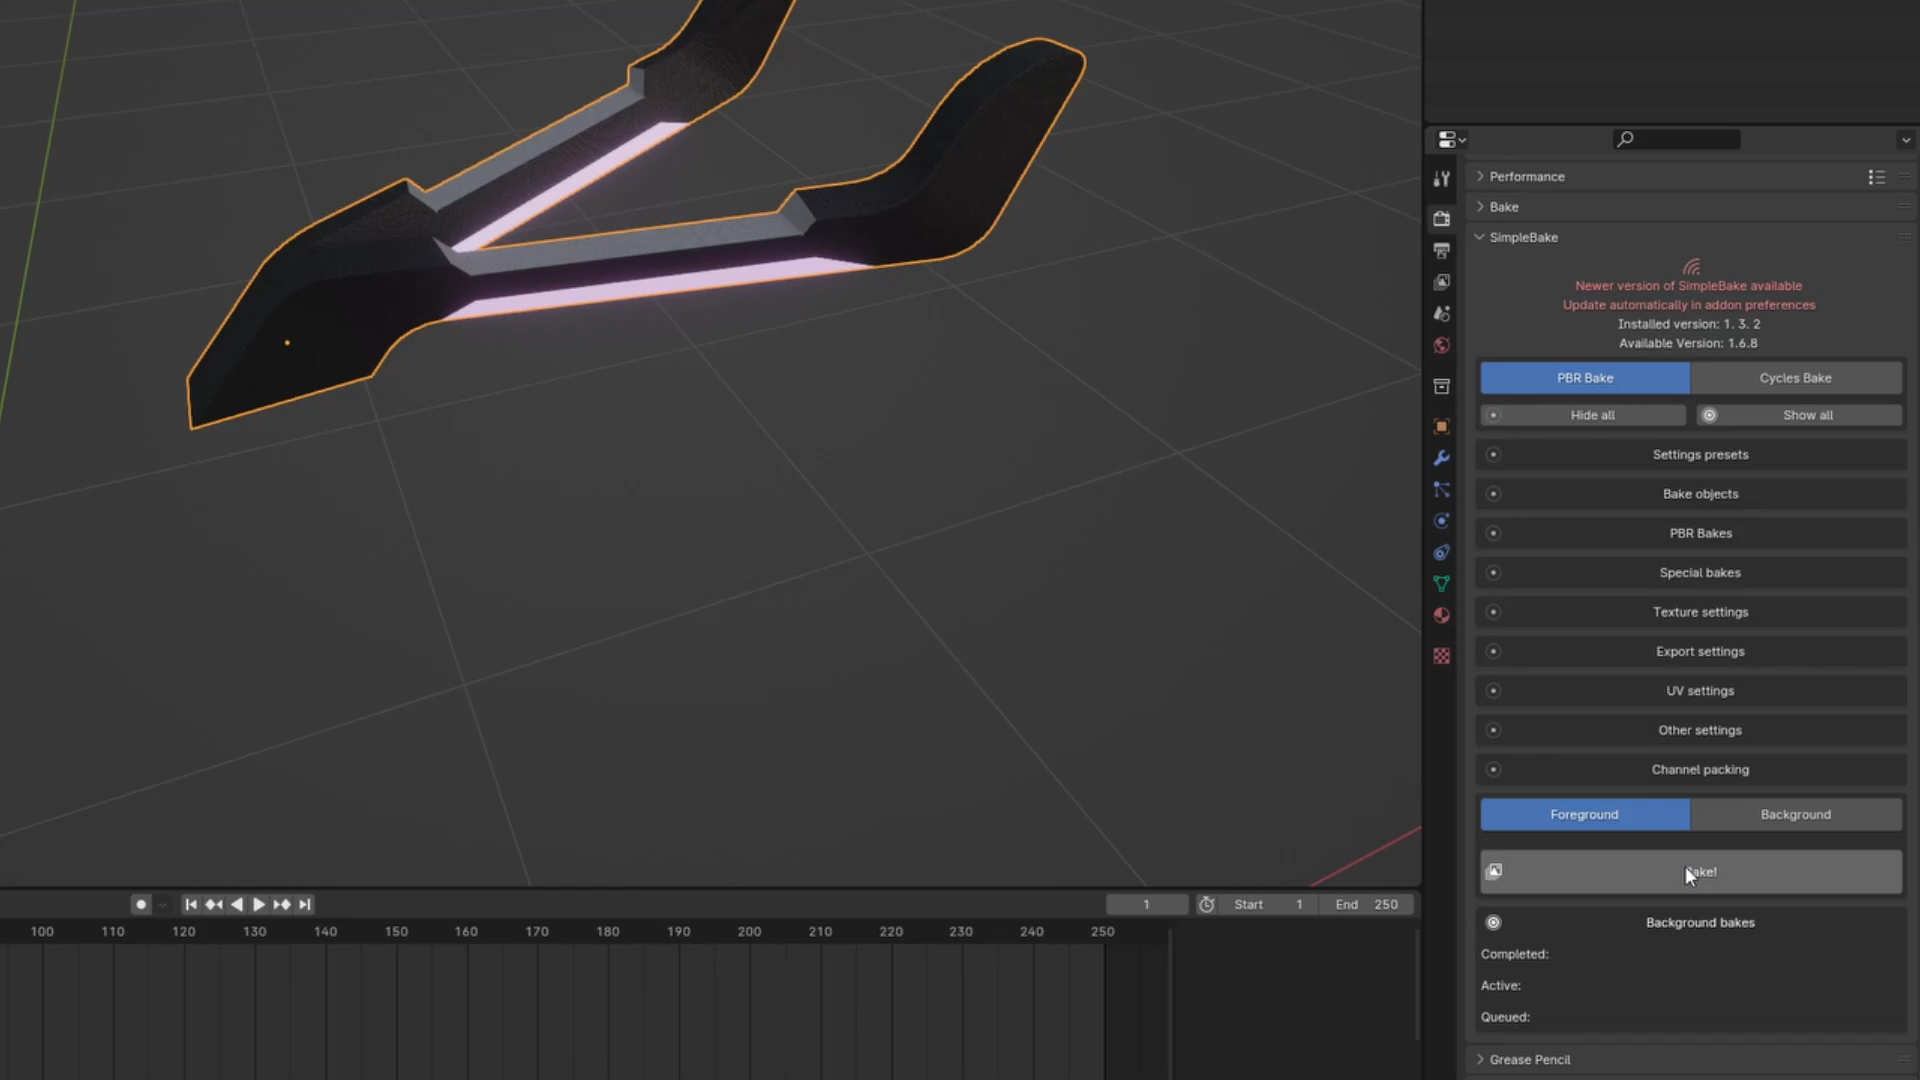 Performance
Bake
SimpleBake
Newer version of SimpleBake available
Update automatically in addon preferences
Installed version: 1. 3. 2
Available Version: 1.6.8
PBR Bake Cycles Bake
Hide all Show all
Settings presets
Bake objects
PBR Bakes
Special bakes
Texture settings
Export settings
UV settings
Other settings
Channel packing
Foreground Background
ake!
Background bakes
Completed:
Active:
Queued:
Grease Pencil
1 Start 1 End 250
100 110 120 130 140 150 160 170 180 190 200 210 220 230 240 250